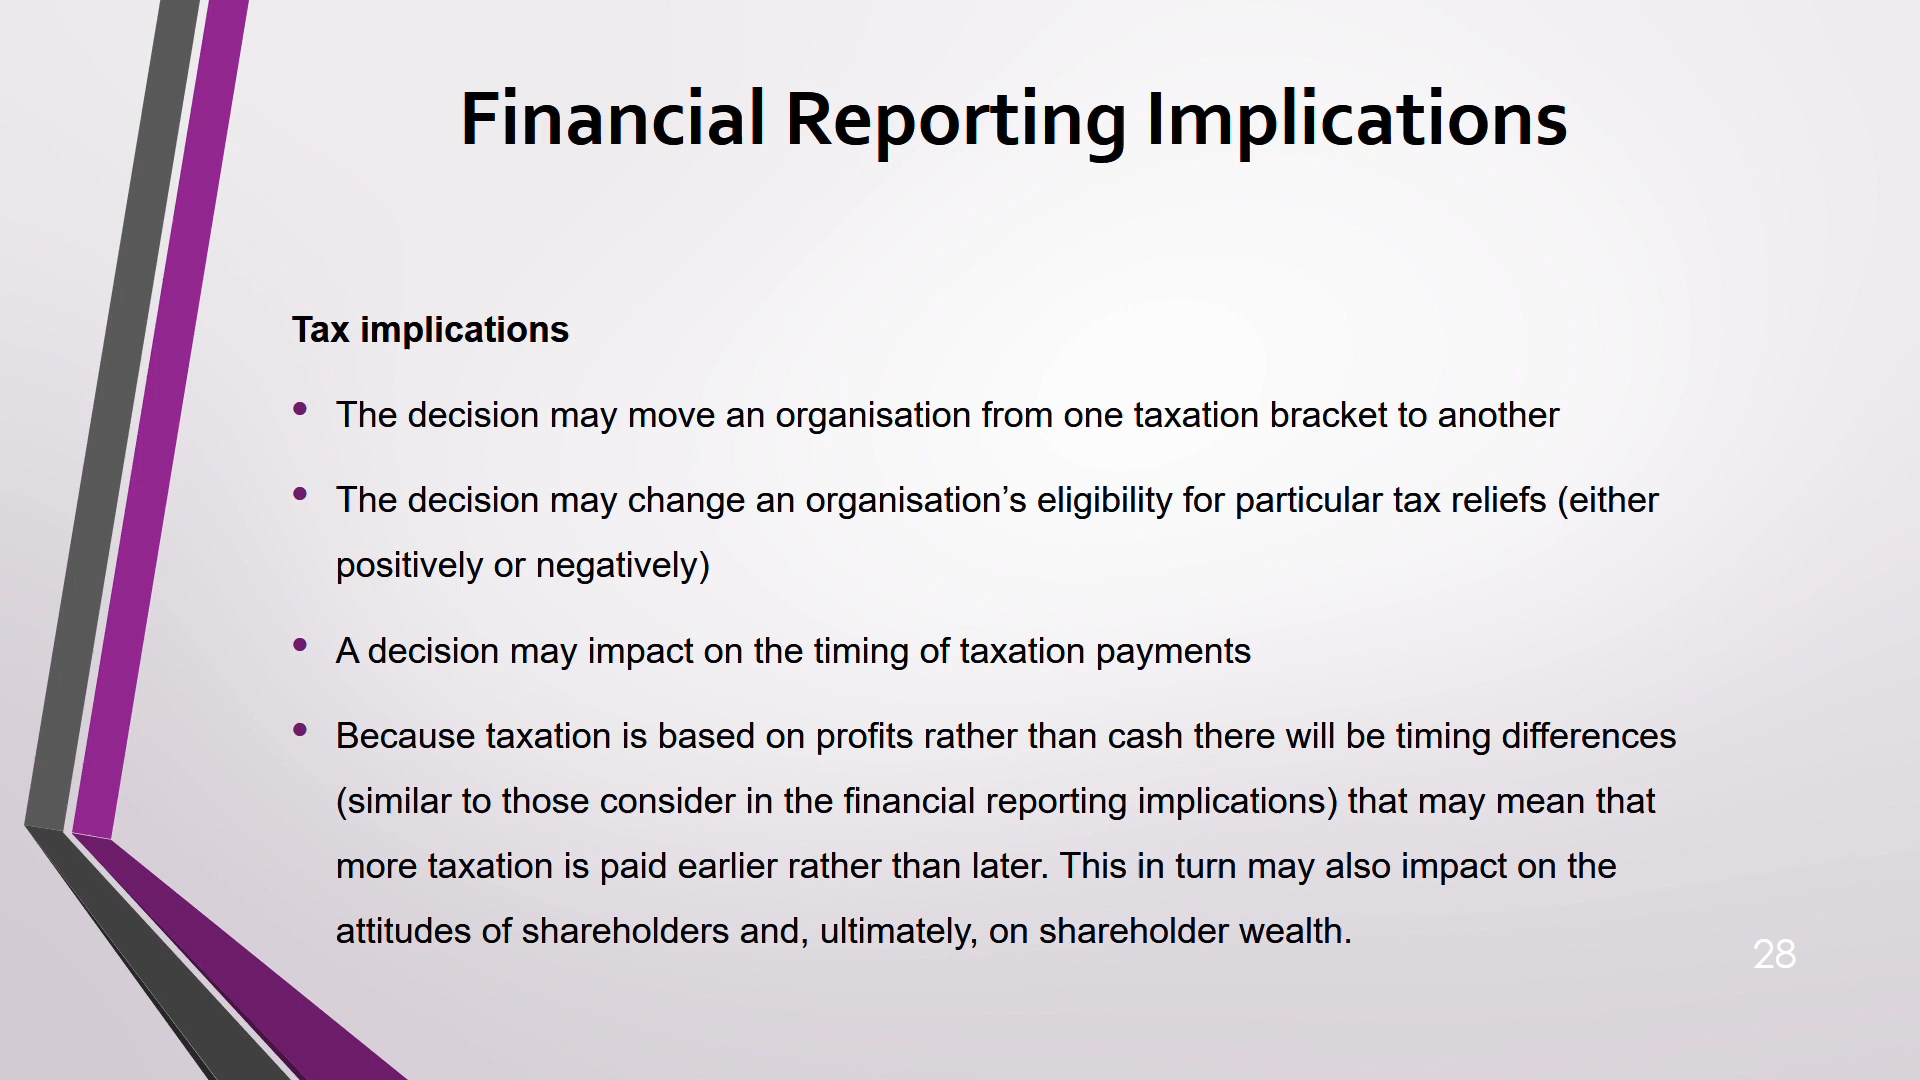 Financial Reporting Implications
Tax implications
• The decision may move an organisation from one taxation bracket to another
• The decision may change an organisation’s eligibility for particular tax reliefs (either
positively or negatively)
• A decision may impact on the timing of taxation payments
• Because taxation is based on profits rather than cash there will be timing differences
(similar to those consider in the financial reporting implications) that may mean that
more taxation is paid earlier rather than later. This in turn may also impact on the
attitudes of shareholders and, ultimately, on shareholder wealth.
28